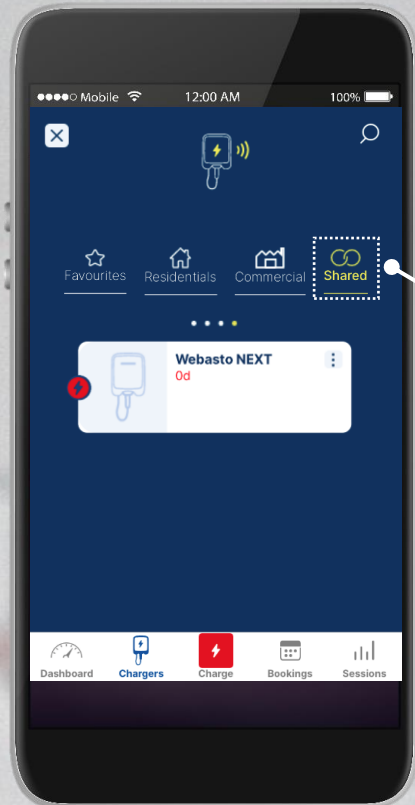 Mobile 12:00 AM 100%
Favourites Residentials Commercial Shared
Webasto NEXT
0d
Dashboard Chargers Charge Bookings Sessions